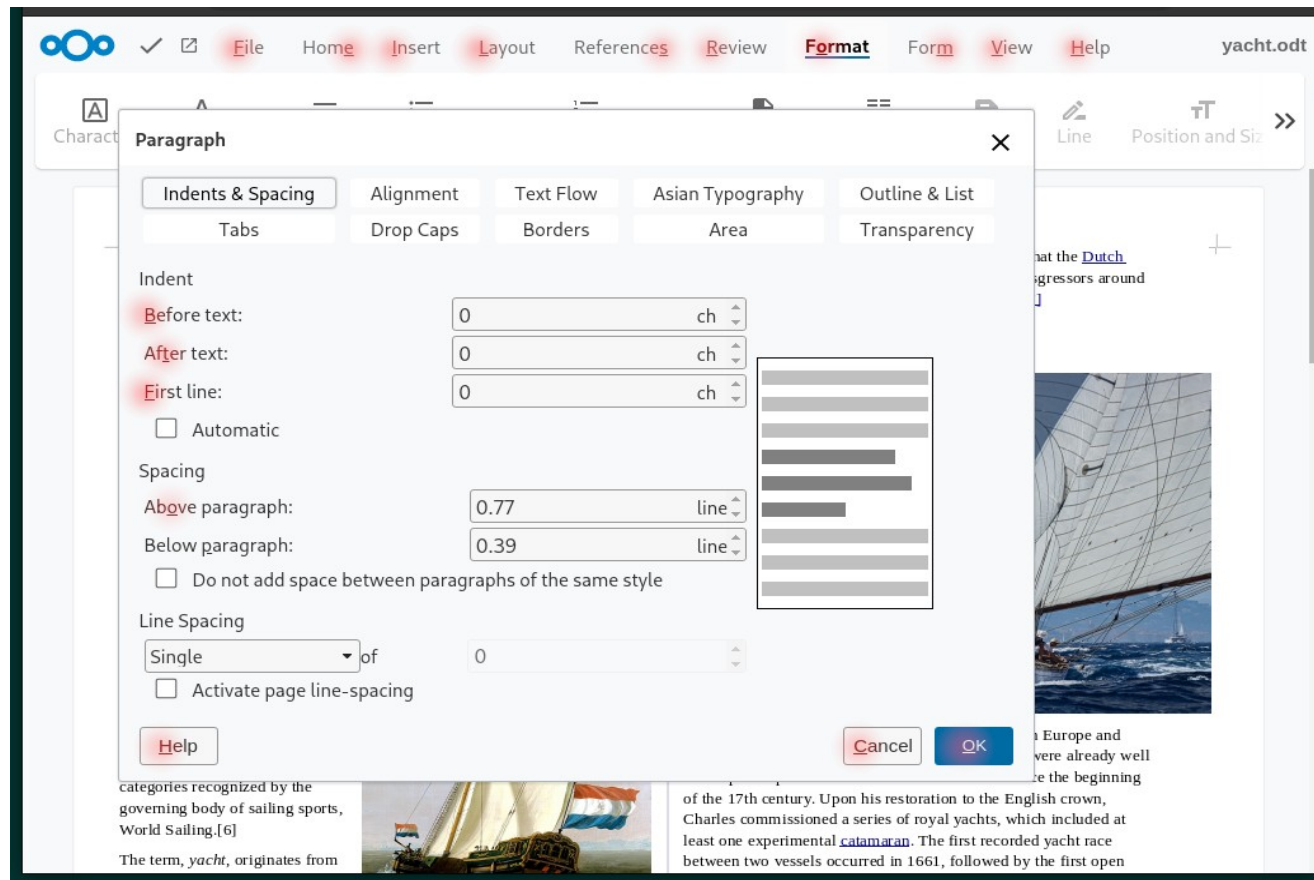 File Home Insert Layout References Review Format Form View Help yacht.odt
Charact Line Position and Siz
Paragraph
Indents & Spacing Alignment Text Flow Asian Typography Outline & List
Tabs Drop Caps Borders Area Transparency
hat the Dutch
gressors around
Indent
Before text: 0 ch
After text: 0 ch
First line: 0 ch
Automatic
Spacing
Above paragraph: 0.77 line
Below paragraph: 0.39 line
Do not add space between paragraphs of the same style
Line Spacing
Single of 0
Activate page line-spacing
Help Cancel OK
Europe and
were already well
ce the beginning
categories recognized by the
governing body of sailing sports,
World Sailing.[6]
The term, yacht, originates from
of the 17th century. Upon his restoration to the English crown,
Charles commissioned a series of royal yachts, which included at
least one experimental catamaran. The first recorded yacht race
between two vessels occurred in 1661, followed by the first open